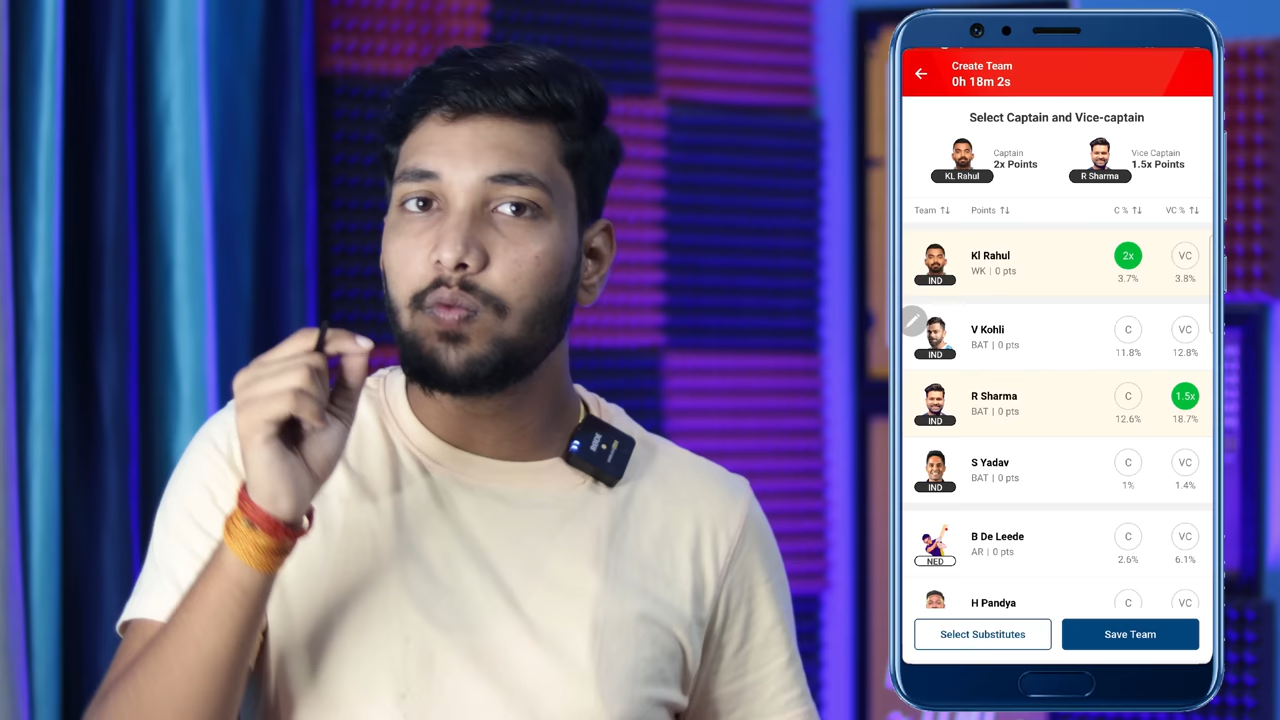 Create Team
0h 18m 2s
Select Captain and Vice-captain
Captain
2x Points
KL Rahul
Vice Captain
1.5x Points
R Sharma
Team Points C % VC %
Kl Rahul
WK | 0 pts
IND
2x
VC
3.7%
3.8%
V Kohli
BAT | 0 pts
IND
C
VC
11.8%
12.8%
R Sharma
BAT | 0 pts
IND
C
1.5x
12.6%
18.7%
S Yadav
BAT | 0 pts
IND
C
VC
1%
1.4%
B De Leede
AR | 0 pts
NED
C
VC
2.6%
6.1%
H Pandya
C
VC
Select Substitutes
Save Team
RODE